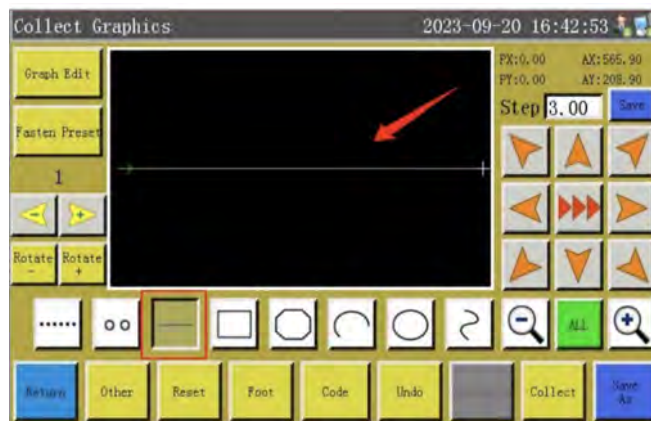 Collect Graphics 2023-09-20 16:42:53
Graph Edit
PX:0.00 AX:565.90
PY:0.00 AY:208.90
Step 3.00 Save
Fasten Preset
1
- +
Rotate - Rotate +
ALL
Return Other Reset Foot Code Undo Collect Save As